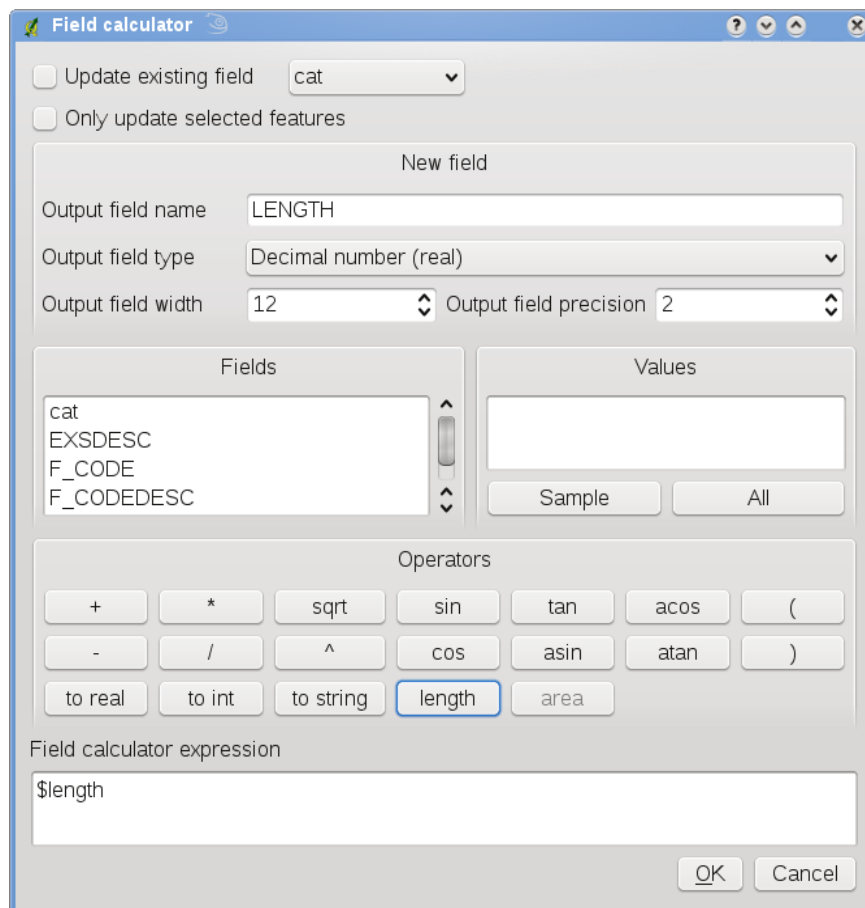 Field calculator
Update existing field cat
Only update selected features
New field
Output field name LENGTH
Output field type Decimal number (real)
Output field width 12 Output field precision 2
Fields
cat
EXSDESC
F_CODE
F_CODEDESC
Values
Sample All
Operators
+ * sqrt sin tan acos (
- / ^ cos asin atan )
to real to int to string length area
Field calculator expression
$length
OK Cancel